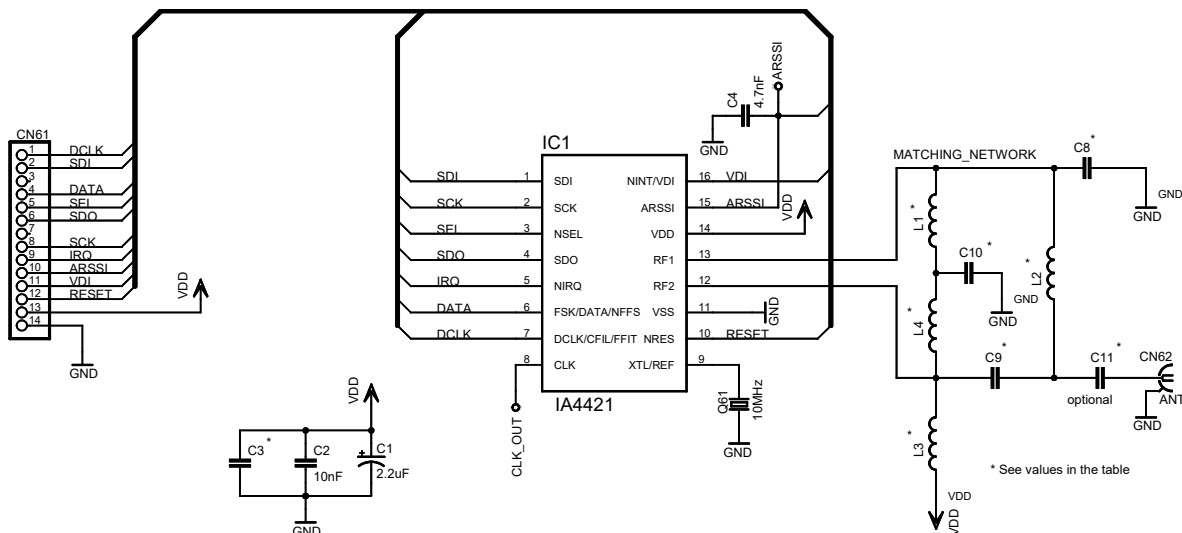 CN61
1 DCLK
2 SDI
3
4 DATA
5 SEL
6 SDO
7
8 SCK
9 IRQ
10 ARSSI
11 VDI
12 RESET
13
14
VDD
GND
VDD
C3 *
C2
10nF
C1
+
2.2uF
GND
IC1
SDI 1 SDI
SCK 2 SCK
SEL 3 NSEL
SDO 4 SDO
IRQ 5 NIRQ
DATA 6 FSK/DATA/NFFS
DCLK 7 DCLK/CFIL/FFIT
8 CLK
NINT/VDI 16 VDI
ARSSI 15 ARSSI
VDD 14
RF1 13
RF2 12
VSS 11
NRES 10 RESET
XTL/REF 9
IA4421
CLK_OUT
C4
4.7nF
ARSSI
GND
VDD
GND
Q61
10MHz
GND
MATCHING_NETWORK
C8 *
GND
GND
L1 *
C10 *
GND
GND
L2 *
L4 *
C9 *
C11 *
optional
CN62
ANT
GND
L3 *
* See values in the table
VDD
VDD